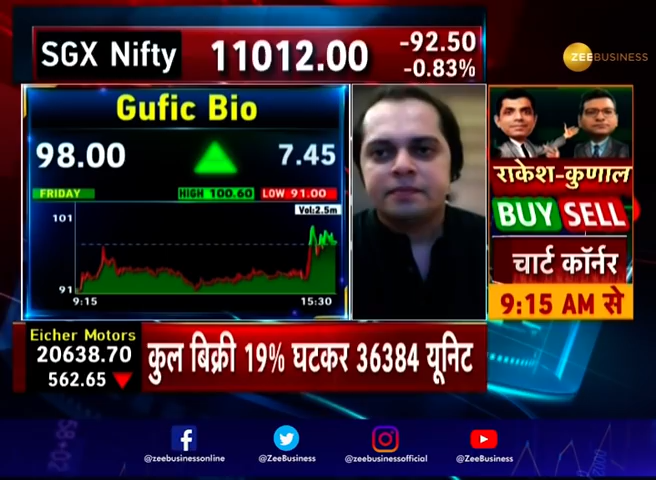 SGX Nifty
11012.00
-92.50
-0.83%
ZEE BUSINESS
Gufic Bio
98.00
7.45
FRIDAY
HIGH 100.60
LOW 91.00
Vol:2.5m
101
91
9:15
15:30
राकेश-कुणाल
BUY SELL
चार्ट कॉर्नर
9:15 AM से
Eicher Motors
20638.70
562.65
कुल बिक्री 19% घटकर 36384 यूनिट
@zeebusinessonline
@ZeeBusiness
@zeebusinessofficial
@ZeeBusiness